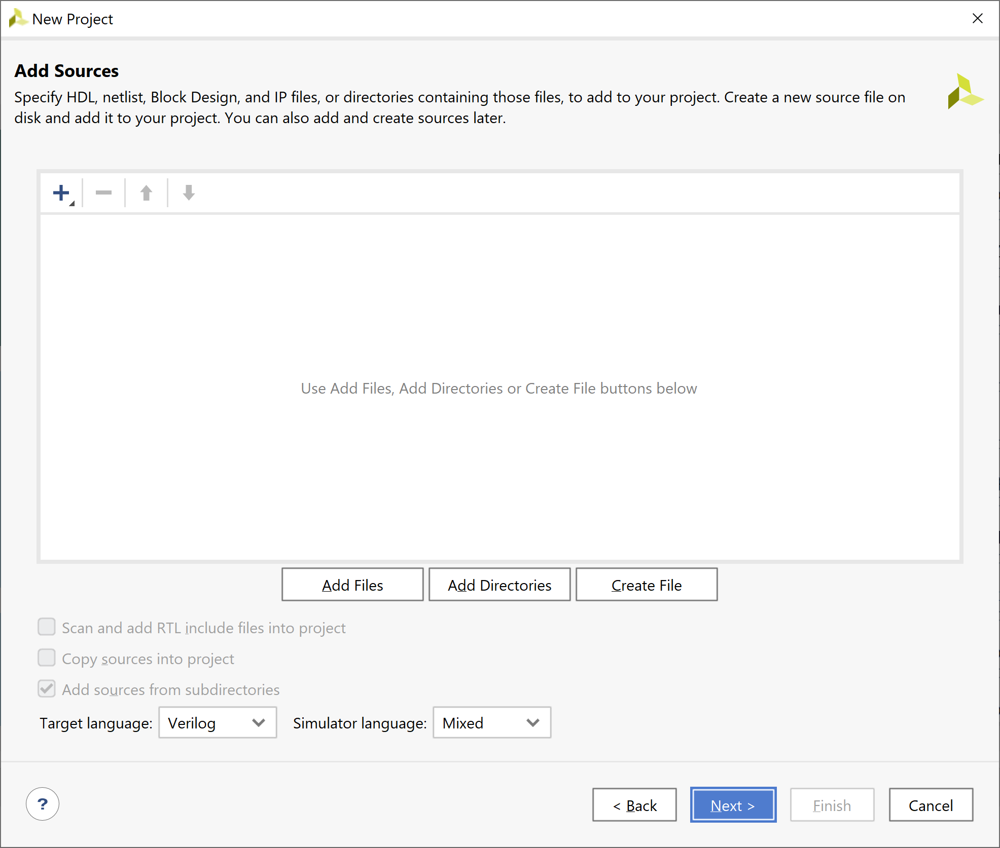 New Project
Add Sources
Specify HDL, netlist, Block Design, and IP files, or directories containing those files, to add to your project. Create a new source file on
disk and add it to your project. You can also add and create sources later.
Use Add Files, Add Directories or Create File buttons below
Add Files Add Directories Create File
Scan and add RTL include files into project
Copy sources into project
Add sources from subdirectories
Target language: Verilog Simulator language: Mixed
? < Back Next > Finish Cancel